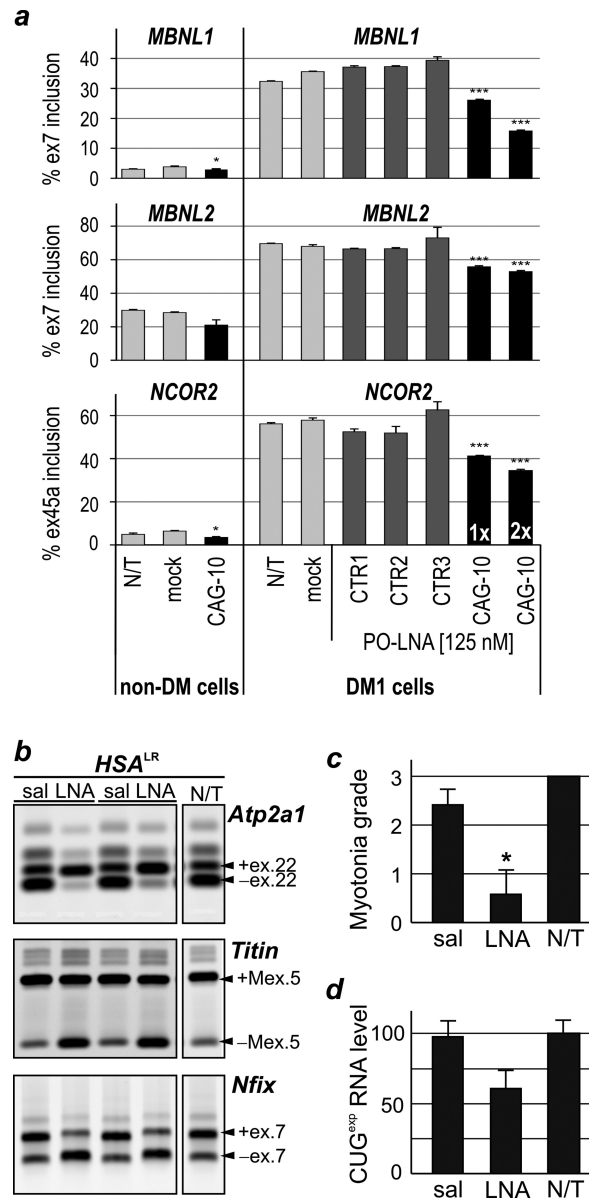 a
MBNL1 MBNL1
% ex7 inclusion
40
30
20
10
0
*
***
***
MBNL2 MBNL2
% ex7 inclusion
80
60
40
20
0
***
***
NCOR2 NCOR2
% ex45a inclusion
60
40
20
0
*
***
***
1x 2x
N/T mock CAG-10 N/T mock CTR1 CTR2 CTR3 CAG-10 CAG-10
PO-LNA [125 nM]
non-DM cells DM1 cells
b
HSALR
sal LNA sal LNA N/T
Atp2a1
+ex.22
−ex.22
Titin
+Mex.5
−Mex.5
Nfix
+ex.7
−ex.7
c
Myotonia grade
3
2
1
0
*
sal LNA N/T
d
CUGexp RNA level
100
50
0
sal LNA N/T